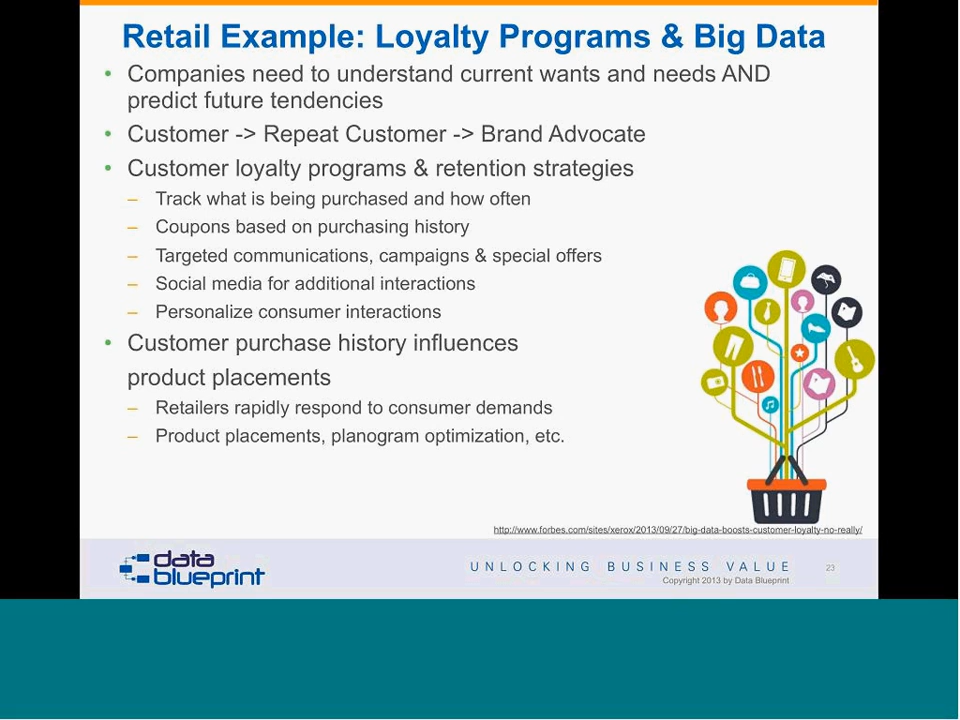 Retail Example: Loyalty Programs & Big Data
• Companies need to understand current wants and needs AND
predict future tendencies
• Customer -> Repeat Customer -> Brand Advocate
• Customer loyalty programs & retention strategies
– Track what is being purchased and how often
– Coupons based on purchasing history
– Targeted communications, campaigns & special offers
– Social media for additional interactions
– Personalize consumer interactions
• Customer purchase history influences
product placements
– Retailers rapidly respond to consumer demands
– Product placements, planogram optimization, etc.
http://www.forbes.com/sites/xerox/2013/09/27/big-data-boosts-customer-loyalty-no-really/
data
blueprint
UNLOCKING BUSINESS VALUE
23
Copyright 2013 by Data Blueprint